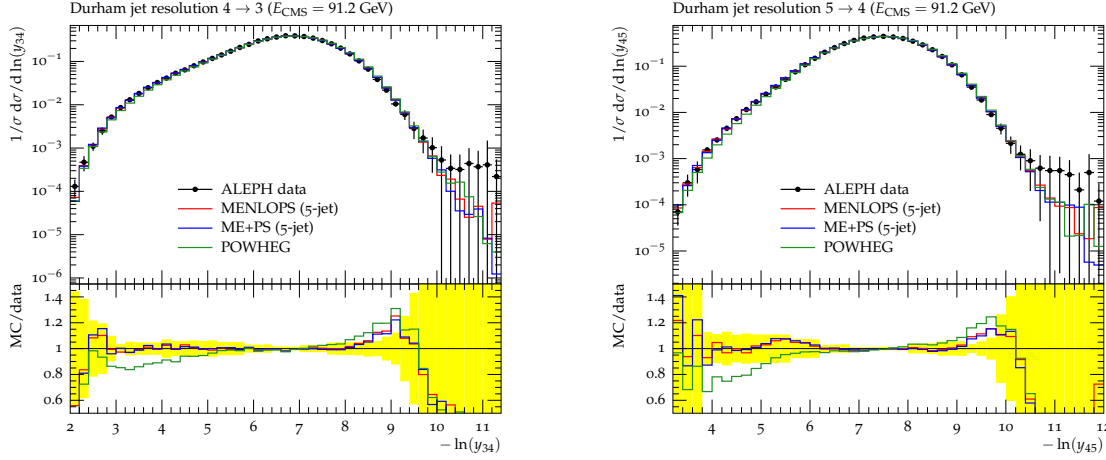 Durham jet resolution 4 → 3 (E_CMS = 91.2 GeV)
1/σ dσ/d ln(y_34)
10^−1
10^−2
10^−3
10^−4
10^−5
10^−6
ALEPH data
MENLOPS (5-jet)
ME+PS (5-jet)
POWHEG
MC/data
1.4
1.2
1
0.8
0.6
2 3 4 5 6 7 8 9 10 11
− ln(y_34)
Durham jet resolution 5 → 4 (E_CMS = 91.2 GeV)
1/σ dσ/d ln(y_45)
10^−1
10^−2
10^−3
10^−4
10^−5
ALEPH data
MENLOPS (5-jet)
ME+PS (5-jet)
POWHEG
MC/data
1.4
1.2
1
0.8
0.6
4 5 6 7 8 9 10 11 12
− ln(y_45)